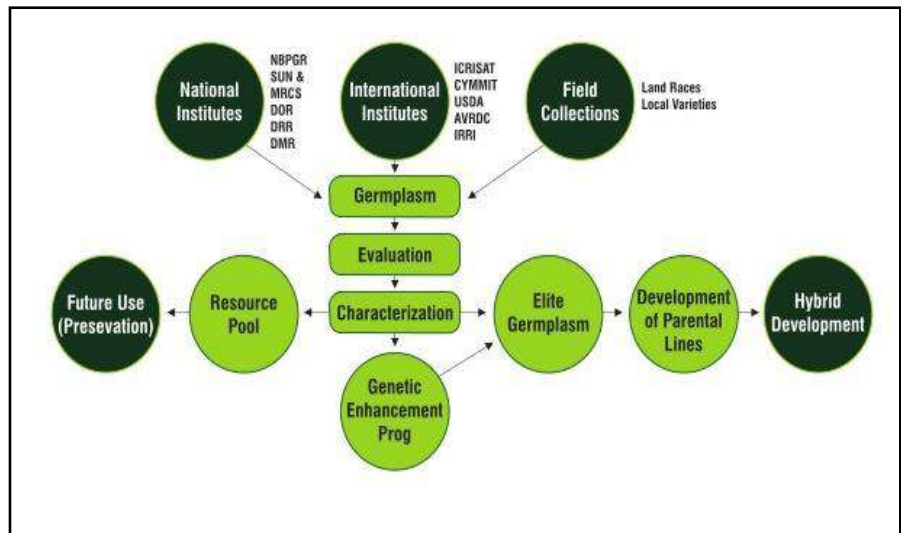 National
Institutes
NBPGR
SUN &
MRCS
DOR
DRR
DMR
International
Institutes
ICRISAT
CYMMIT
USDA
AVRDC
IRRI
Field
Collections
Land Races
Local Varieties
Germplasm
Evaluation
Characterization
Future Use
(Presevation)
Resource
Pool
Elite
Germplasm
Development
of Parental
Lines
Hybrid
Development
Genetic
Enhancement
Prog